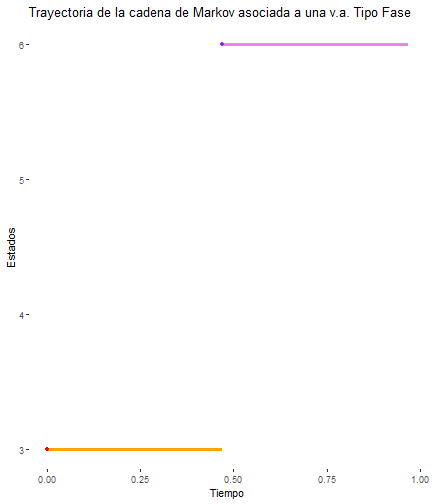 Trayectoria de la cadena de Markov asociada a una v.a. Tipo Fase
6
5
Estados
4
3
0.00 0.25 0.50 0.75 1.00
Tiempo